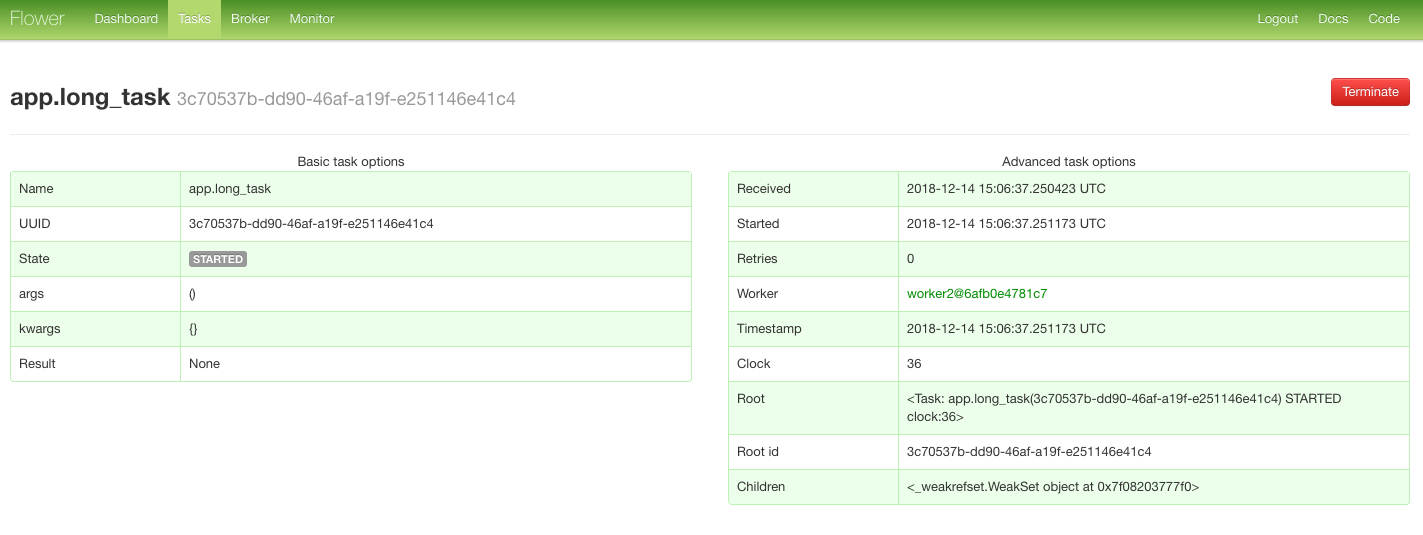 Flower Dashboard Tasks Broker Monitor Logout Docs Code
app.long_task 3c70537b-dd90-46af-a19f-e251146e41c4 Terminate
Basic task options
Name app.long_task
UUID 3c70537b-dd90-46af-a19f-e251146e41c4
State STARTED
args ()
kwargs {}
Result None
Advanced task options
Received 2018-12-14 15:06:37.250423 UTC
Started 2018-12-14 15:06:37.251173 UTC
Retries 0
Worker worker2@6afb0e4781c7
Timestamp 2018-12-14 15:06:37.251173 UTC
Clock 36
Root <Task: app.long_task(3c70537b-dd90-46af-a19f-e251146e41c4) STARTED
clock:36>
Root id 3c70537b-dd90-46af-a19f-e251146e41c4
Children <_weakrefset.WeakSet object at 0x7f08203777f0>